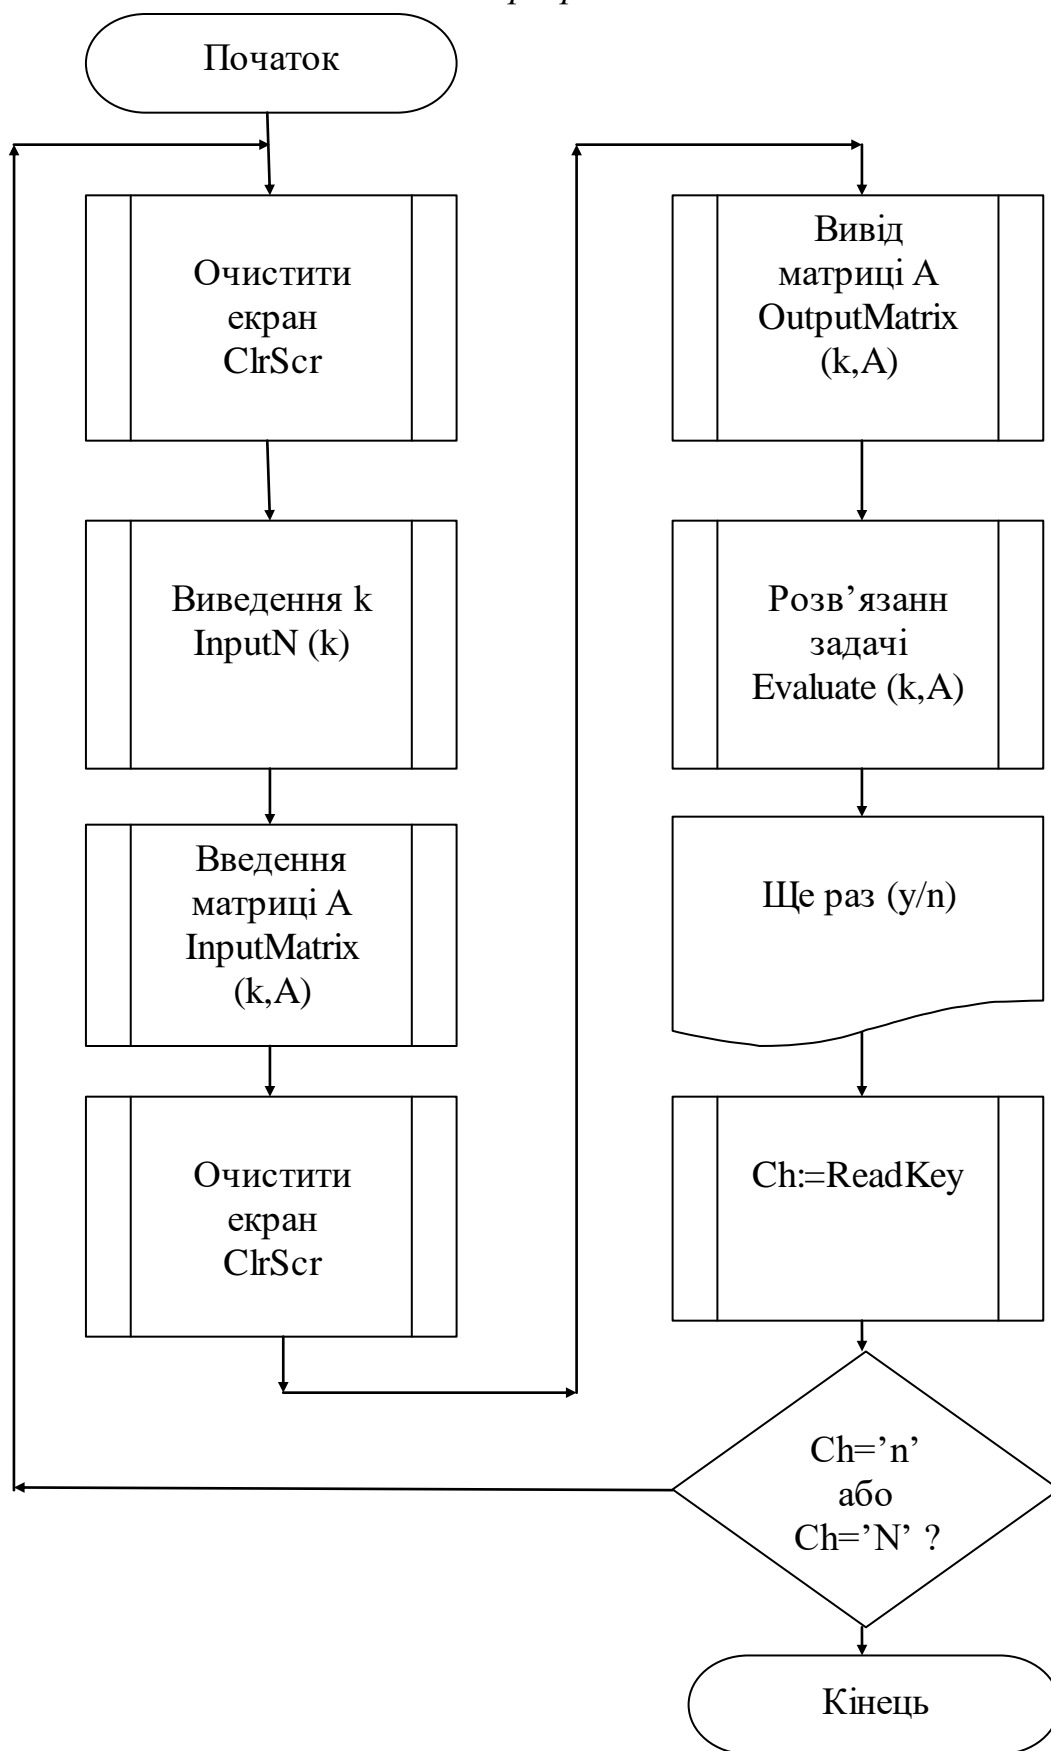 Початок
Очистити
екран
ClrScr
Виведення k
InputN (k)
Введення
матриці A
InputMatrix
(k,A)
Очистити
екран
ClrScr
Вивід
матриці A
OutputMatrix
(k,A)
Розв’язанн
задачі
Evaluate (k,A)
Ще раз (y/n)
Ch:=ReadKey
Ch=’n’
або
Ch=’N’ ?
Кінець